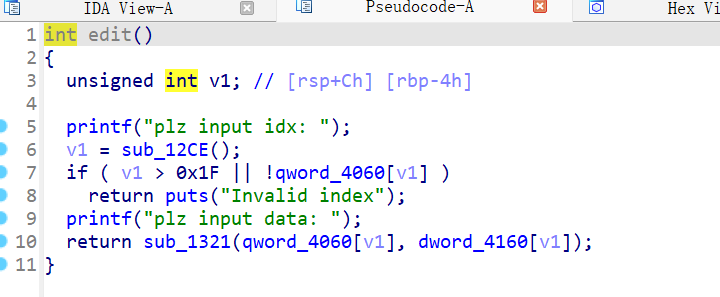 IDA View-A Pseudocode-A Hex Vi
1 int edit()
2 {
3 unsigned int v1; // [rsp+Ch] [rbp-4h]
4
5 printf("plz input idx: ");
6 v1 = sub_12CE();
7 if ( v1 > 0x1F || !qword_4060[v1] )
8 return puts("Invalid index");
9 printf("plz input data: ");
10 return sub_1321(qword_4060[v1], dword_4160[v1]);
11 }